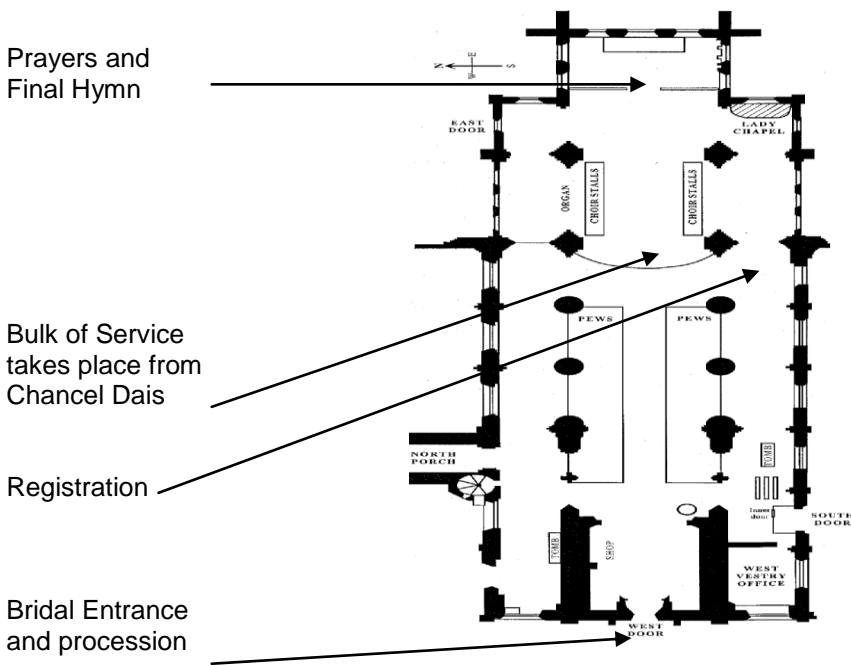 Prayers and
Final Hymn
E
N
S
W
EAST
DOOR
LADY
CHAPEL
ORGAN
CHOIR STALLS
CHOIR STALLS
Bulk of Service
takes place from
Chancel Dais
PEWS
PEWS
NORTH
PORCH
TOMB
Registration
Inner
door
SOUTH
DOOR
TOMB
SHOP
WEST
VESTRY
OFFICE
Bridal Entrance
and procession
WEST
DOOR